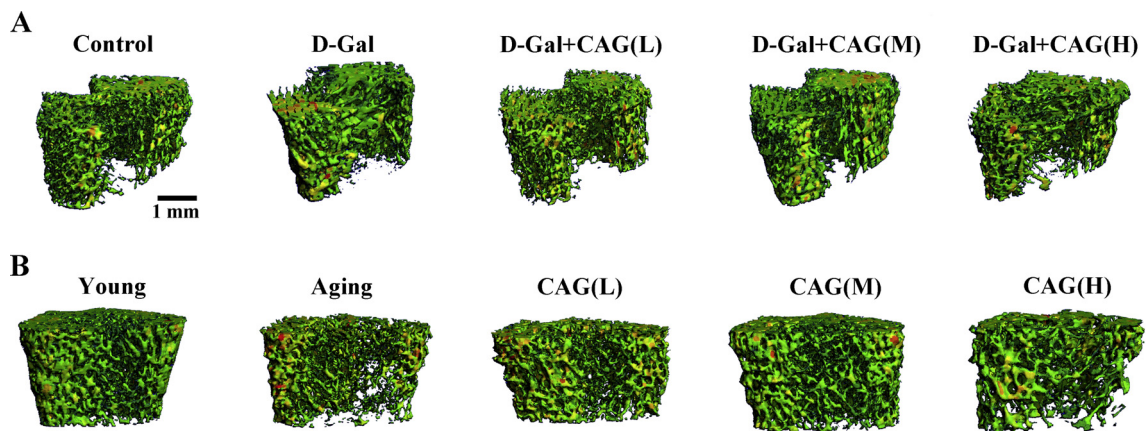 A
Control D-Gal D-Gal+CAG(L) D-Gal+CAG(M) D-Gal+CAG(H)
1 mm
B
Young Aging CAG(L) CAG(M) CAG(H)